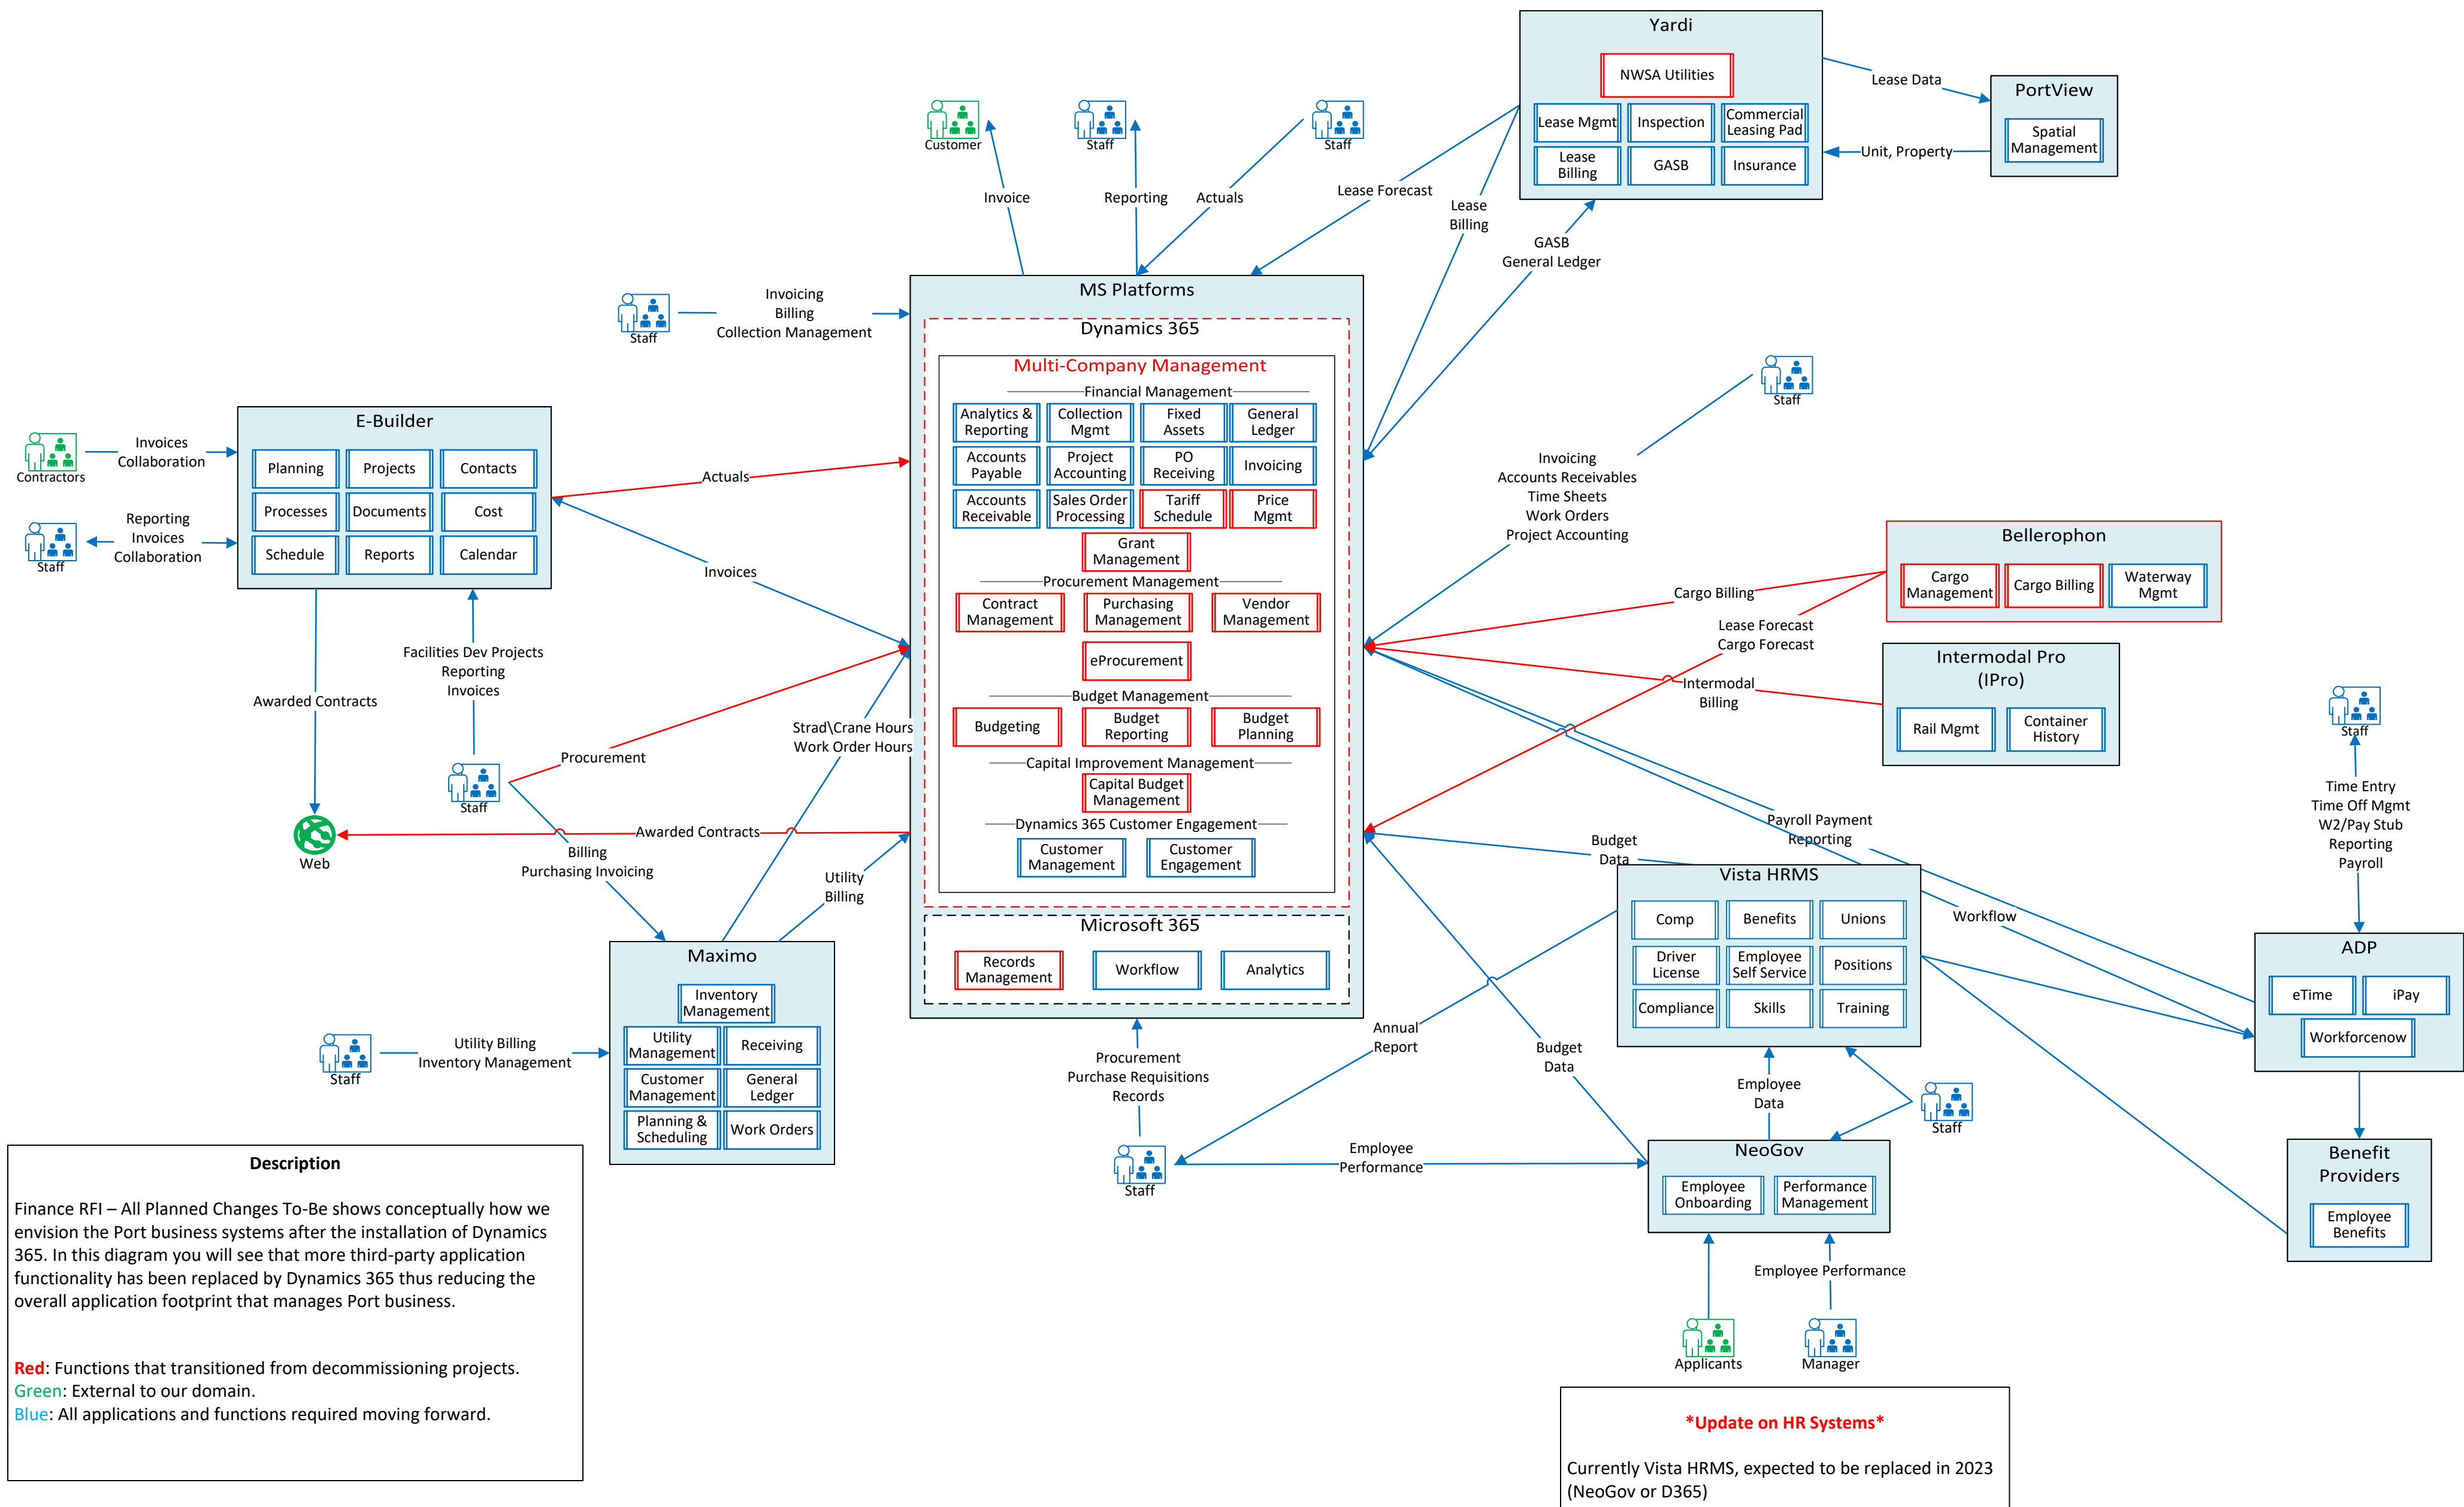 Yardi
NWSA Utilities
Lease Mgmt
Inspection
Commercial
Leasing Pad
Lease
Billing
GASB
Insurance
Lease Data
PortView
Spatial
Management
Unit, Property
Customer
Staff
Staff
Invoice
Reporting
Actuals
Lease Forecast
Lease
Billing
GASB
General Ledger
Staff
Invoicing
Billing
Collection Management
MS Platforms
Dynamics 365
Multi-Company Management
Financial Management
Analytics &
Reporting
Collection
Mgmt
Fixed
Assets
General
Ledger
Accounts
Payable
Project
Accounting
PO
Receiving
Invoicing
Accounts
Receivable
Sales Order
Processing
Tariff
Schedule
Price
Mgmt
Grant
Management
Procurement Management
Contract
Management
Purchasing
Management
Vendor
Management
eProcurement
Budget Management
Budgeting
Budget
Reporting
Budget
Planning
Capital Improvement Management
Capital Budget
Management
Dynamics 365 Customer Engagement
Customer
Management
Customer
Engagement
Microsoft 365
Records
Management
Workflow
Analytics
Staff
Invoicing
Accounts Receivables
Time Sheets
Work Orders
Project Accounting
E-Builder
Planning
Projects
Contacts
Processes
Documents
Cost
Schedule
Reports
Calendar
Contractors
Invoices
Collaboration
Staff
Reporting
Invoices
Collaboration
Actuals
Invoices
Awarded Contracts
Facilities Dev Projects
Reporting
Invoices
Staff
Procurement
Web
Awarded Contracts
Billing
Purchasing Invoicing
Strad\Crane Hours
Work Order Hours
Utility
Billing
Maximo
Inventory
Management
Utility
Management
Receiving
Customer
Management
General
Ledger
Planning &
Scheduling
Work Orders
Staff
Utility Billing
Inventory Management
Bellerophon
Cargo
Management
Cargo Billing
Waterway
Mgmt
Cargo Billing
Lease Forecast
Cargo Forecast
Intermodal Pro
(IPro)
Rail Mgmt
Container
History
Intermodal
Billing
Staff
Time Entry
Time Off Mgmt
W2/Pay Stub
Reporting
Payroll
Payroll Payment
Reporting
Budget
Data
Vista HRMS
Comp
Benefits
Unions
Driver
License
Employee
Self Service
Positions
Compliance
Skills
Training
Workflow
ADP
eTime
iPay
Workforcenow
Benefit
Providers
Employee
Benefits
Procurement
Purchase Requisitions
Records
Staff
Annual
Report
Budget
Data
Employee
Performance
Employee
Data
Staff
NeoGov
Employee
Onboarding
Performance
Management
Employee Performance
Applicants
Manager
Description
Finance RFI – All Planned Changes To-Be shows conceptually how we
envision the Port business systems after the installation of Dynamics
365. In this diagram you will see that more third-party application
functionality has been replaced by Dynamics 365 thus reducing the
overall application footprint that manages Port business.
Red: Functions that transitioned from decommissioning projects.
Green: External to our domain.
Blue: All applications and functions required moving forward.
*Update on HR Systems*
Currently Vista HRMS, expected to be replaced in 2023
(NeoGov or D365)